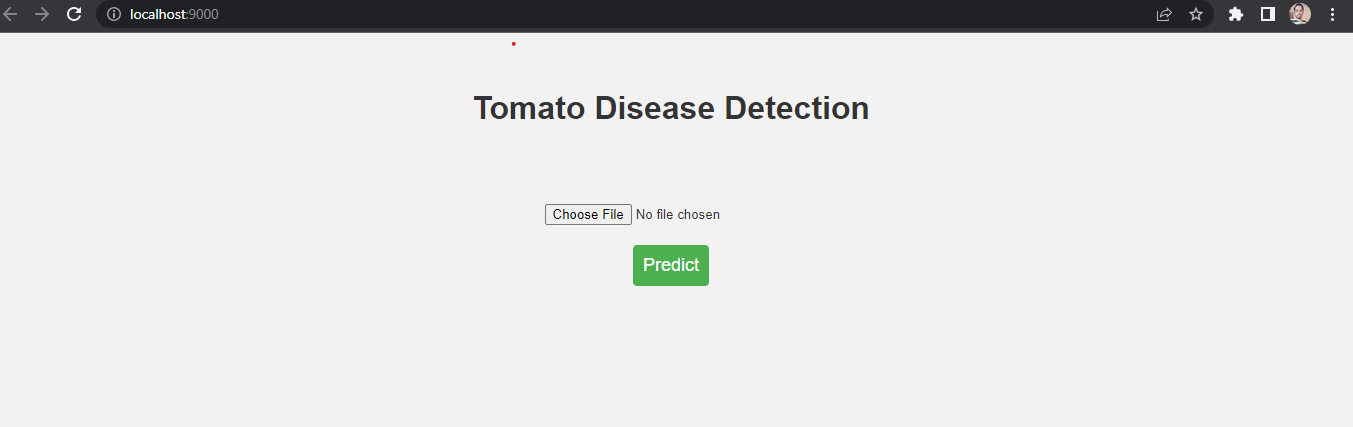 localhost:9000
Tomato Disease Detection
Choose File No file chosen
Predict